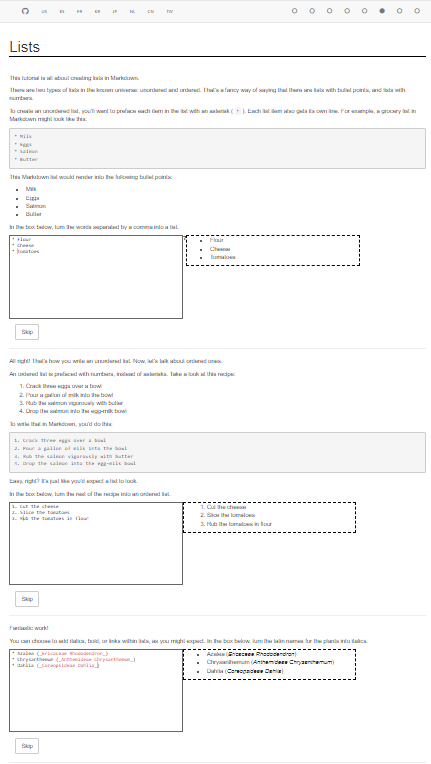 US ES FR KR JP NL CN TW
Lists
This tutorial is all about creating lists in Markdown.
There are two types of lists in the known universe: unordered and ordered. That's a fancy way of saying that there are lists with bullet points, and lists with
numbers.
To create an unordered list, you'll want to preface each item in the list with an asterisk ( * ). Each list item also gets its own line. For example, a grocery list in
Markdown might look like this:
* Milk
* Eggs
* Salmon
* Butter
This Markdown list would render into the following bullet points:
• Milk
• Eggs
• Salmon
• Butter
In the box below, turn the words separated by a comma into a list.
* Flour
* Cheese
* Tomatoes
• Flour
• Cheese
• Tomatoes
Skip
All right! That's how you write an unordered list. Now, let's talk about ordered ones.
An ordered list is prefaced with numbers, instead of asterisks. Take a look at this recipe:
1. Crack three eggs over a bowl
2. Pour a gallon of milk into the bowl
3. Rub the salmon vigorously with butter
4. Drop the salmon into the egg-milk bowl
To write that in Markdown, you'd do this:
1. Crack three eggs over a bowl
2. Pour a gallon of milk into the bowl
3. Rub the salmon vigorously with butter
4. Drop the salmon into the egg-milk bowl
Easy, right? It's just like you'd expect a list to look.
In the box below, turn the rest of the recipe into an ordered list.
1. Cut the cheese
2. Slice the tomatoes
3. Rub the tomatoes in flour
1. Cut the cheese
2. Slice the tomatoes
3. Rub the tomatoes in flour
Skip
Fantastic work!
You can choose to add italics, bold, or links within lists, as you might expect. In the box below, turn the latin names for the plants into italics.
* Azalea (_Ericaceae Rhododendron_)
* Chrysanthemum (_Anthemideae Chrysanthemum_)
* Dahlia (_Coreopsideae Dahlia_)
• Azalea (Ericaceae Rhododendron)
• Chrysanthemum (Anthemideae Chrysanthemum)
• Dahlia (Coreopsideae Dahlia)
Skip